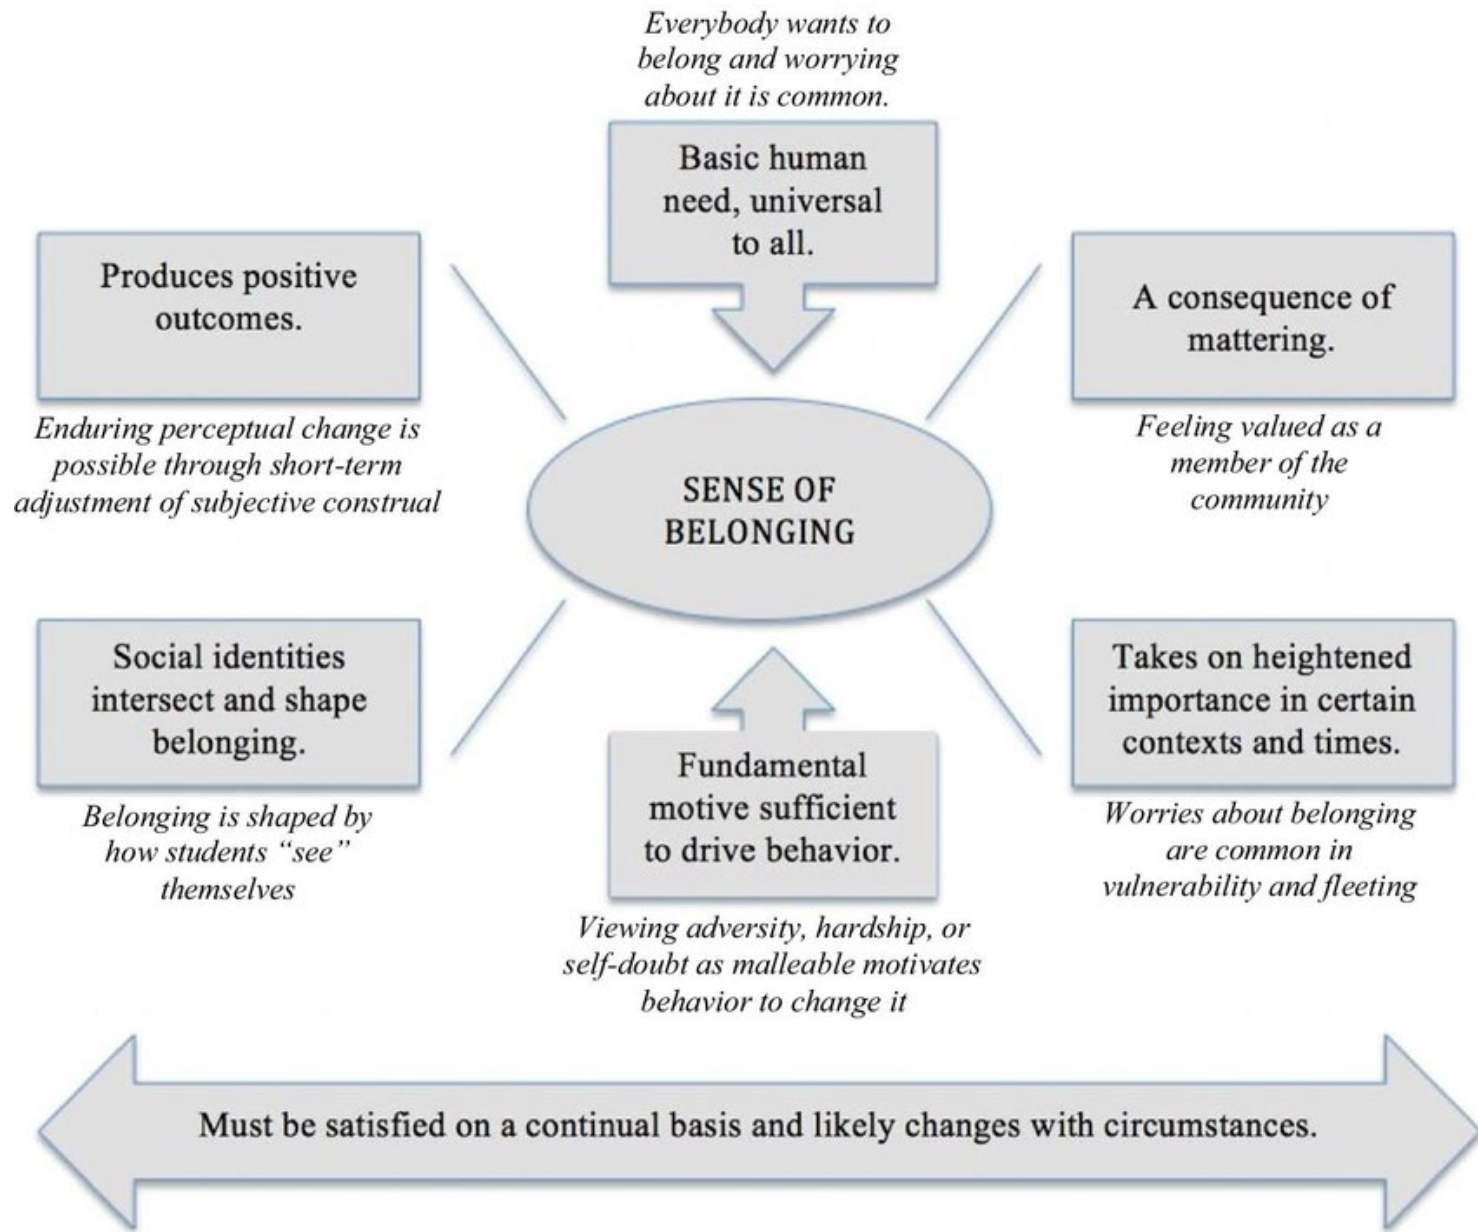 Everybody wants to
belong and worrying
about it is common.
Basic human
need, universal
to all.
Produces positive
outcomes.
Enduring perceptual change is
possible through short-term
adjustment of subjective construal
A consequence of
mattering.
Feeling valued as a
member of the
community
SENSE OF
BELONGING
Social identities
intersect and shape
belonging.
Belonging is shaped by
how students “see”
themselves
Fundamental
motive sufficient
to drive behavior.
Viewing adversity, hardship, or
self-doubt as malleable motivates
behavior to change it
Takes on heightened
importance in certain
contexts and times.
Worries about belonging
are common in
vulnerability and fleeting
Must be satisfied on a continual basis and likely changes with circumstances.